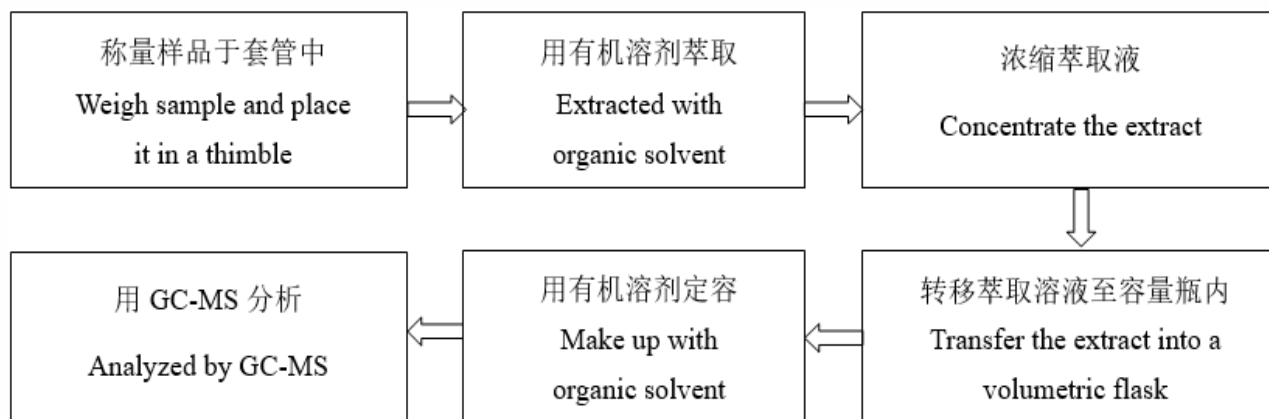 称量样品于套管中
Weigh sample and place
it in a thimble
用有机溶剂萃取
Extracted with
organic solvent
浓缩萃取液
Concentrate the extract
转移萃取溶液至容量瓶内
Transfer the extract into a
volumetric flask
用有机溶剂定容
Make up with
organic solvent
用 GC-MS 分析
Analyzed by GC-MS